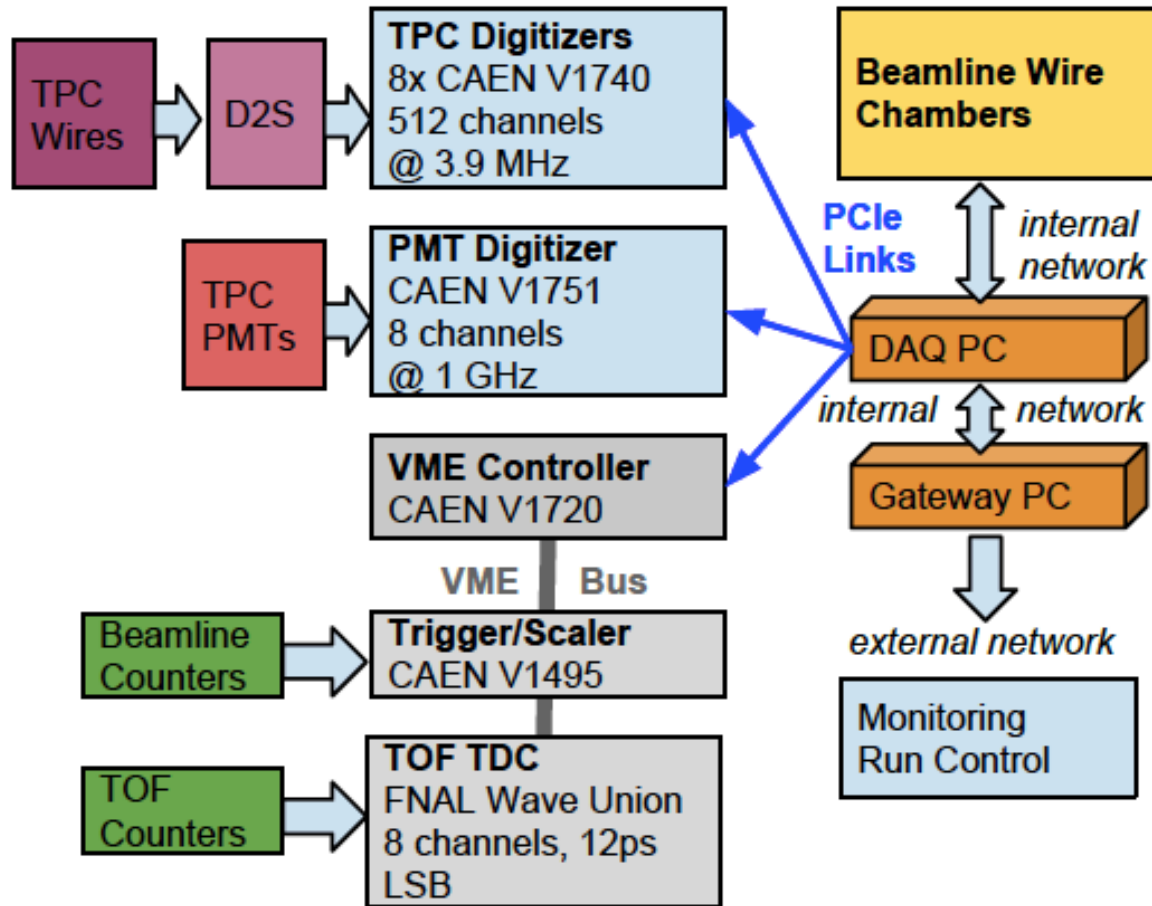 TPC
Wires
D2S
TPC Digitizers
8x CAEN V1740
512 channels
@ 3.9 MHz
Beamline Wire
Chambers
PCIe
Links
internal
network
TPC
PMTs
PMT Digitizer
CAEN V1751
8 channels
@ 1 GHz
DAQ PC
internal network
VME Controller
CAEN V1720
Gateway PC
VME Bus
Beamline
Counters
Trigger/Scaler
CAEN V1495
external network
Monitoring
Run Control
TOF
Counters
TOF TDC
FNAL Wave Union
8 channels, 12ps
LSB